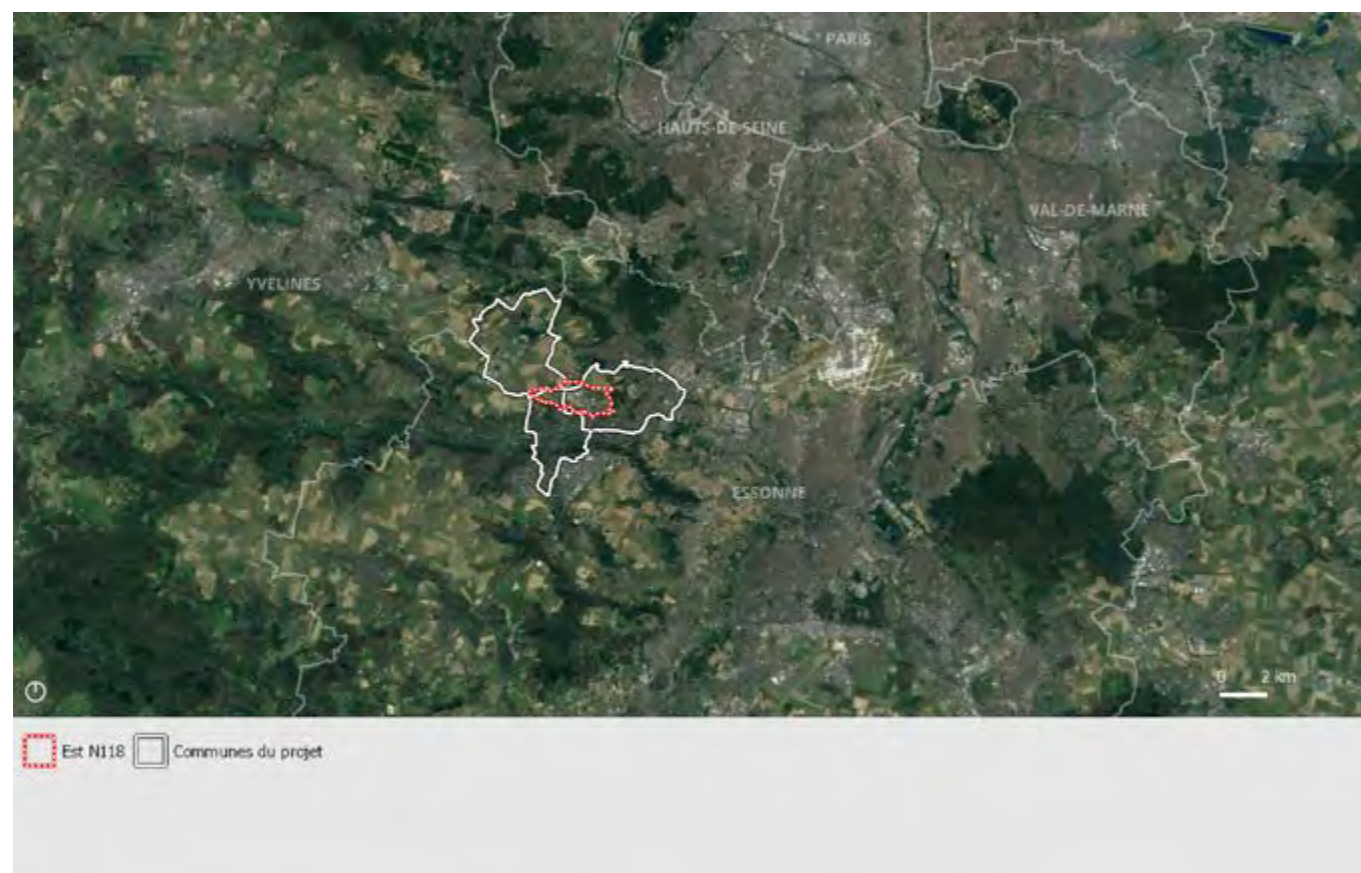 PARIS
HAUTS-DE-SEINE
VAL-DE-MARNE
YVELINES
ESSONNE
0 2 km
Est N118 Communes du projet